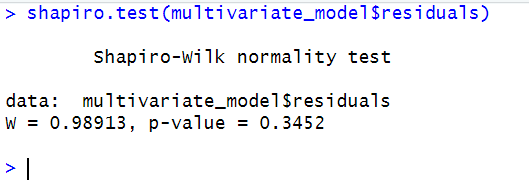 > shapiro.test(multivariate_model$residuals)
Shapiro-Wilk normality test
data:  multivariate_model$residuals
W = 0.98913, p-value = 0.3452
>